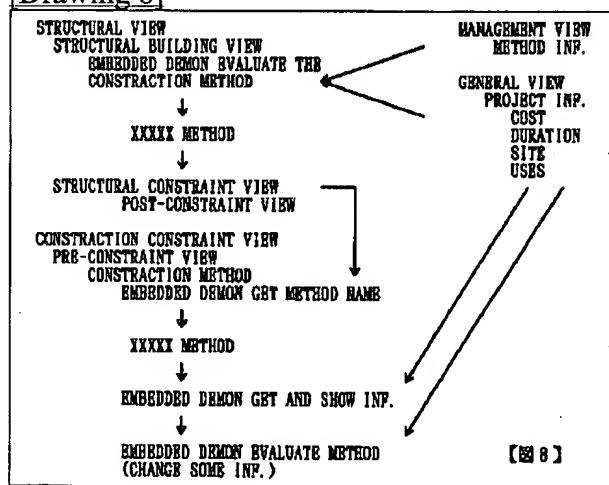 [Drawing 8]
STRUCTURAL VIEW
STRUCTURAL BUILDING VIEW
EMBEDDED DEMON EVALUATE THE
CONSTRACTION METHOD
XXXXX METHOD
STRUCTURAL CONSTRAINT VIEW
POST-CONSTRAINT VIEW
CONSTRACTION CONSTRAINT VIEW
PRE-CONSTRAINT VIEW
CONSTRACTION METHOD
EMBEDDED DEMON GET METHOD NAME
XXXXX METHOD
EMBEDDED DEMON GET AND SHOW INF.
EMBEDDED DEMON EVALUATE METHOD
(CHANGE SOME INF.)
MANAGEMENT VIEW
METHOD INF.
GENERAL VIEW
PROJECT INF.
COST
DURATION
SITE
USES
【図8】